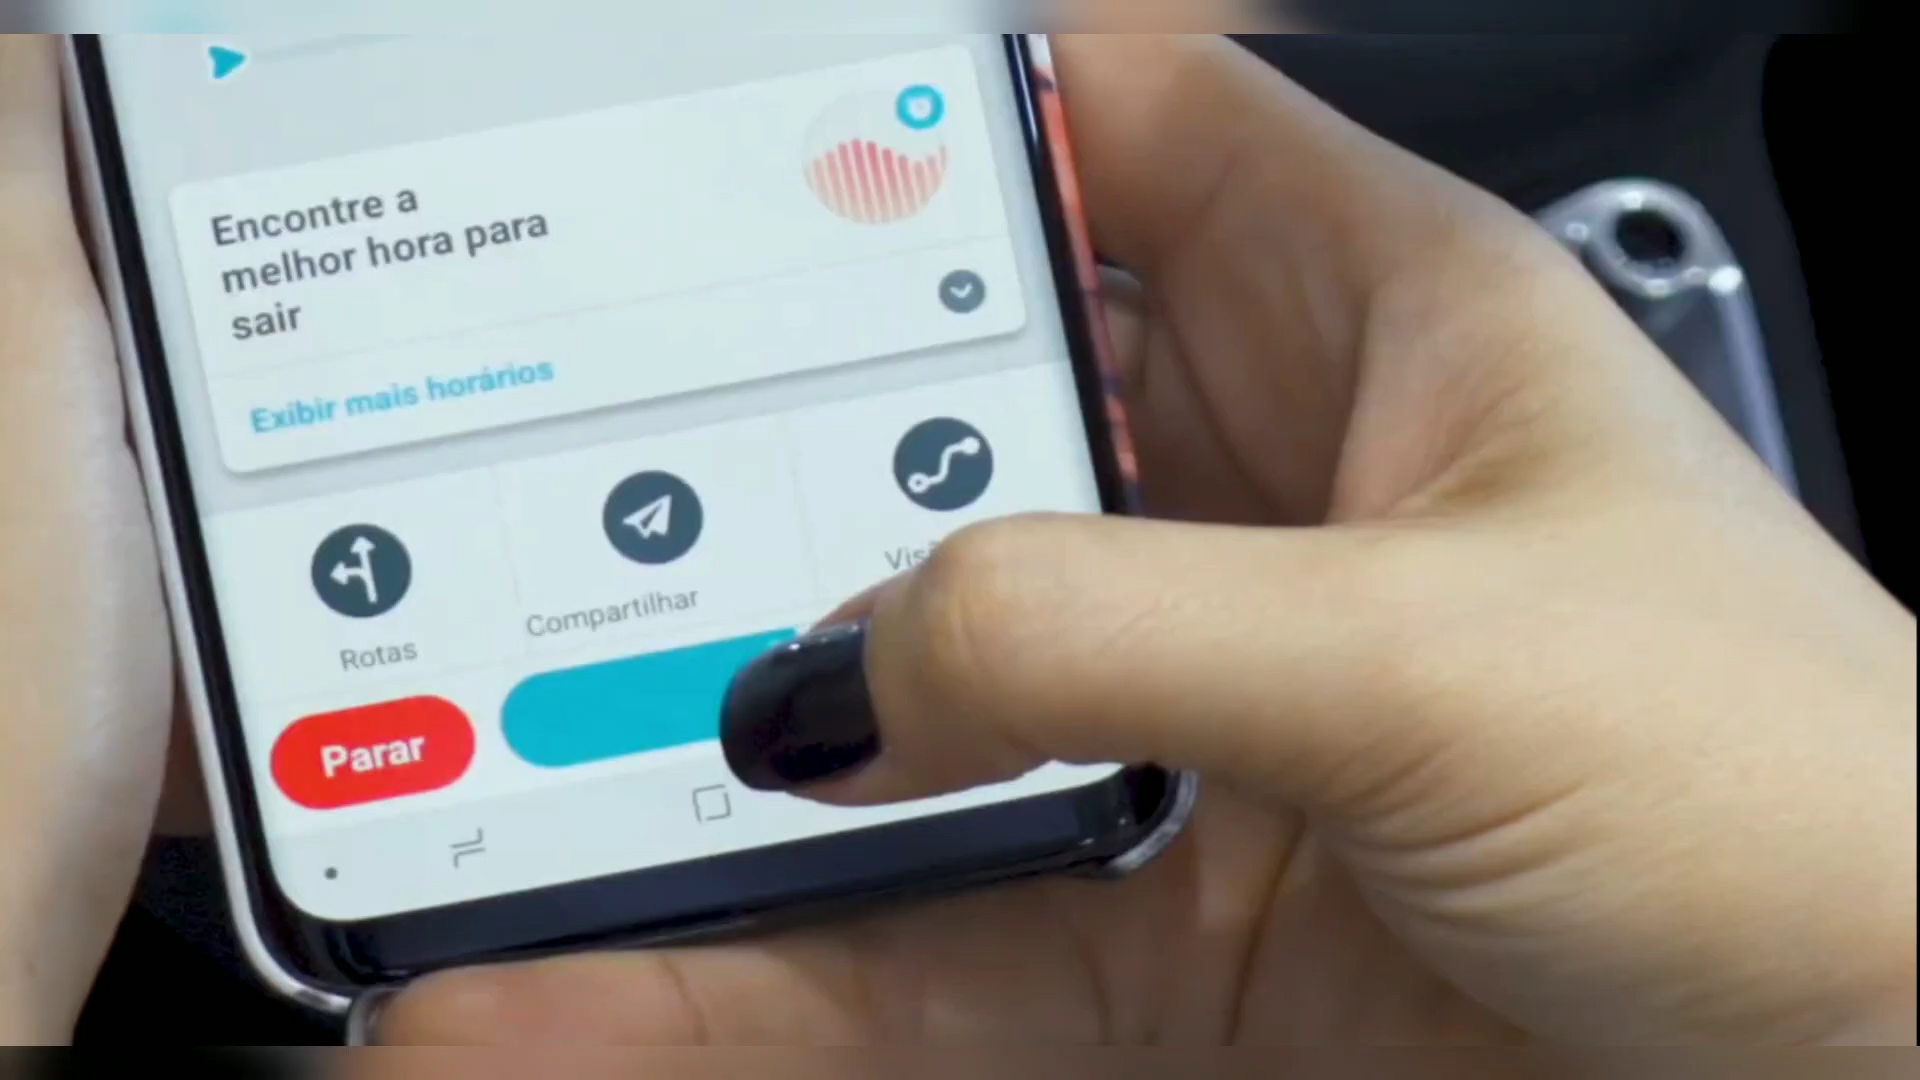 Encontre a
melhor hora para
sair
Exibir mais horários
Rotas
Compartilhar
Parar